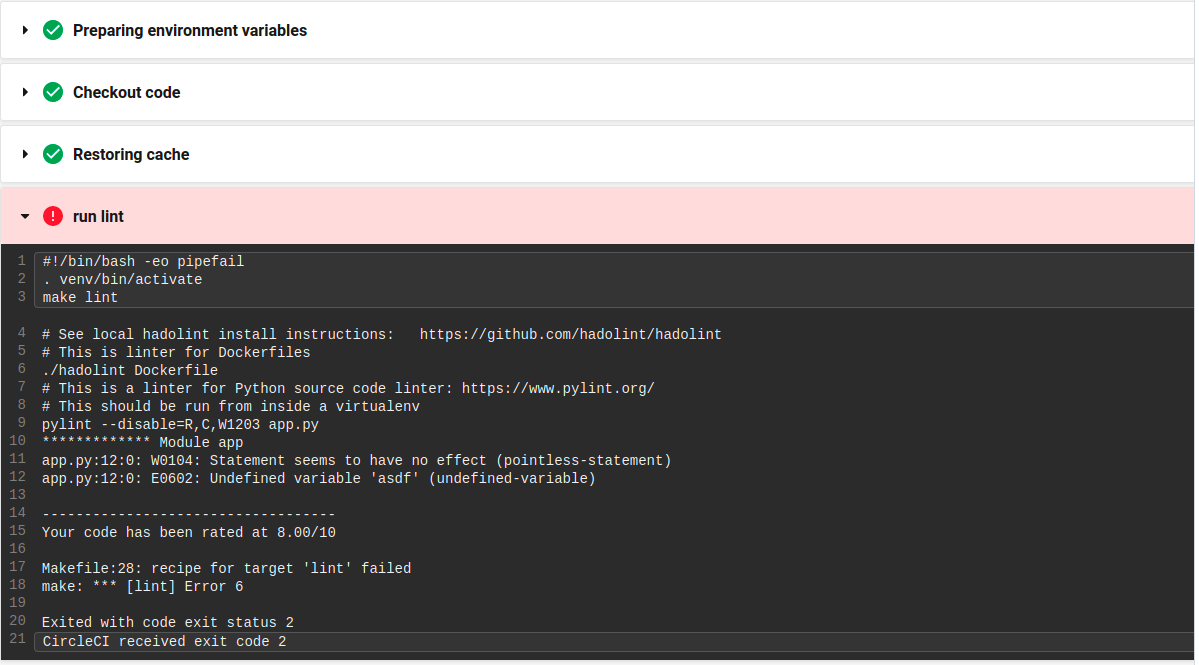 Preparing environment variables
Checkout code
Restoring cache
run lint
1 #!/bin/bash -eo pipefail
2 . venv/bin/activate
3 make lint
4 # See local hadolint install instructions:   https://github.com/hadolint/hadolint
5 # This is linter for Dockerfiles
6 ./hadolint Dockerfile
7 # This is a linter for Python source code linter: https://www.pylint.org/
8 # This should be run from inside a virtualenv
9 pylint --disable=R,C,W1203 app.py
10 ************* Module app
11 app.py:12:0: W0104: Statement seems to have no effect (pointless-statement)
12 app.py:12:0: E0602: Undefined variable 'asdf' (undefined-variable)
13
14 -----------------------------------
15 Your code has been rated at 8.00/10
16
17 Makefile:28: recipe for target 'lint' failed
18 make: *** [lint] Error 6
19
20 Exited with code exit status 2
21 CircleCI received exit code 2